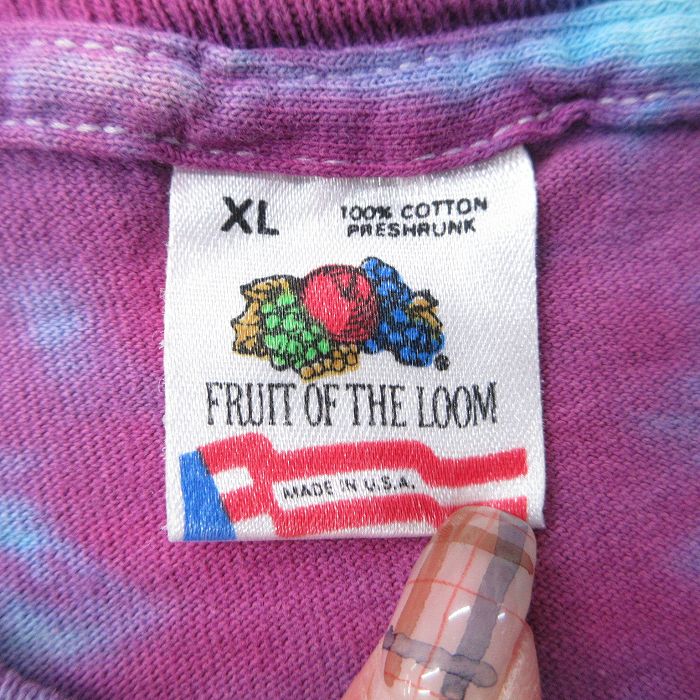 XL
100% COTTON
PRESHRUNK
®
FRUIT OF THE LOOM
MADE IN U.S.A.